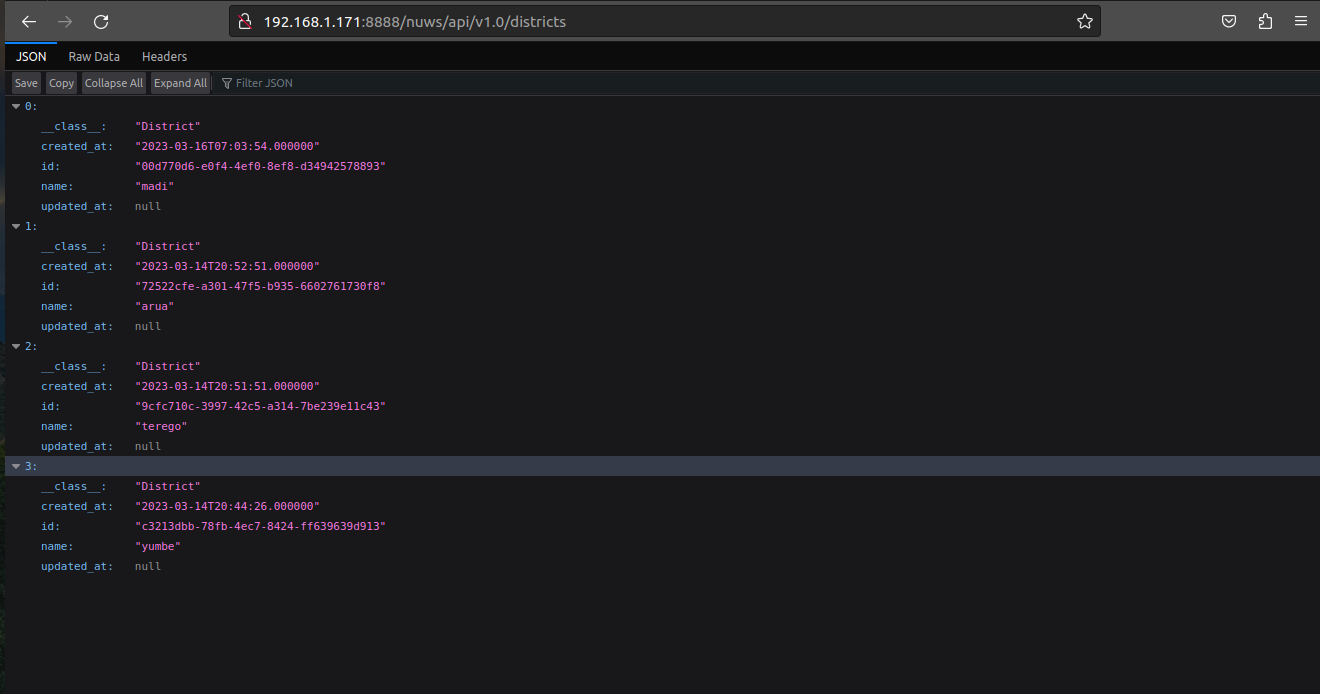 192.168.1.171:8888/nuws/api/v1.0/districts
JSON Raw Data Headers
Save Copy Collapse All Expand All Filter JSON
0:
__class__: "District"
created_at: "2023-03-16T07:03:54.000000"
id: "00d770d6-e0f4-4ef0-8ef8-d34942578893"
name: "madi"
updated_at: null
1:
__class__: "District"
created_at: "2023-03-14T20:52:51.000000"
id: "72522cfe-a301-47f5-b935-6602761730f8"
name: "arua"
updated_at: null
2:
__class__: "District"
created_at: "2023-03-14T20:51:51.000000"
id: "9cfc710c-3997-42c5-a314-7be239e11c43"
name: "terego"
updated_at: null
3:
__class__: "District"
created_at: "2023-03-14T20:44:26.000000"
id: "c3213dbb-78fb-4ec7-8424-ff639639d913"
name: "yumbe"
updated_at: null